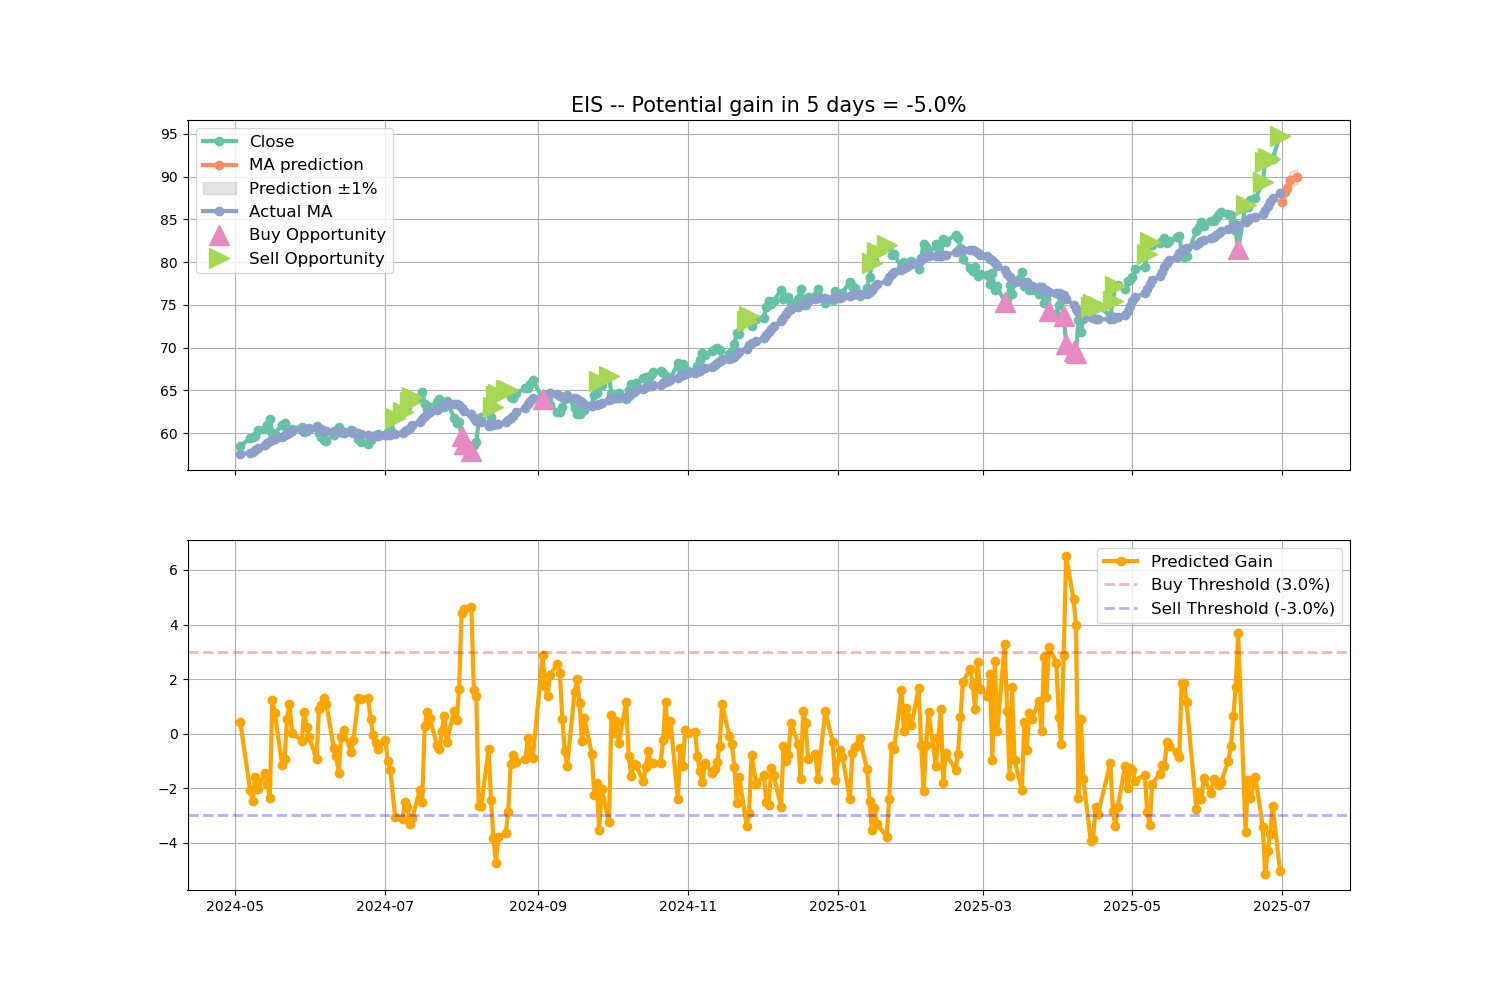 EIS -- Potential gain in 5 days = -5.0%
95
90
85
80
75
70
65
60
Close
MA prediction
Prediction ±1%
Actual MA
Buy Opportunity
Sell Opportunity
6
4
2
0
−2
−4
Predicted Gain
Buy Threshold (3.0%)
Sell Threshold (-3.0%)
2024-05
2024-07
2024-09
2024-11
2025-01
2025-03
2025-05
2025-07